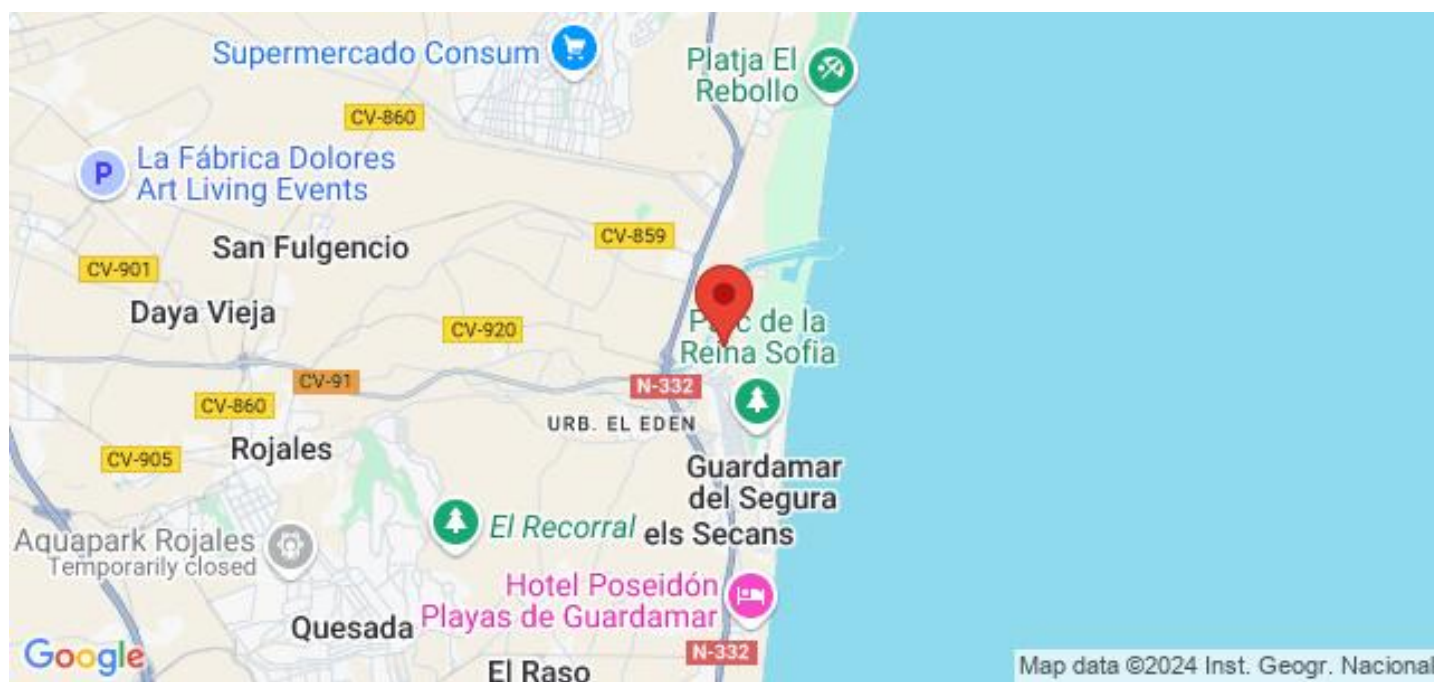 Supermercado Consum
Platja El
Rebollo
CV-860
La Fábrica Dolores
Art Living Events
P
San Fulgencio
CV-859
CV-901
Daya Vieja
CV-920
Parc de la
Reina Sofia
CV-91
N-332
CV-860
URB. EL EDEN
Rojales
CV-905
Guardamar
del Segura
El Recorral
els Secans
Aquapark Rojales
Temporarily closed
Hotel Poseidón
Playas de Guardamar
Quesada
N-332
Google
El Raso
Map data ©2024 Inst. Geogr. Nacional